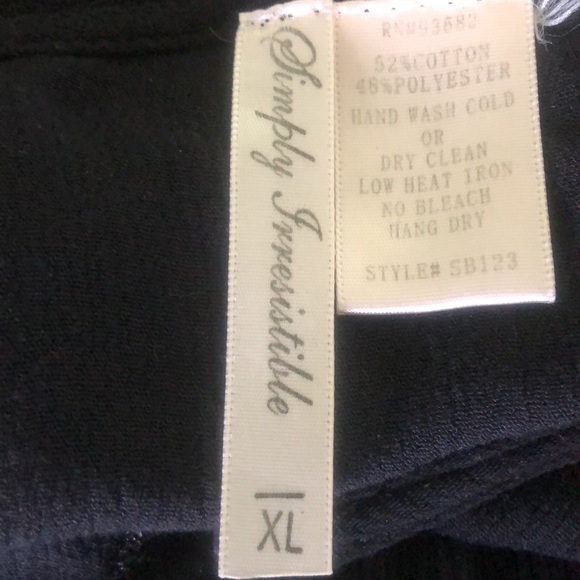 Simply Irresistible
XL
RN#93682
52%COTTON
48%POLYESTER
HAND WASH COLD
OR
DRY CLEAN
LOW HEAT IRON
NO BLEACH
HANG DRY
STYLE# SB123